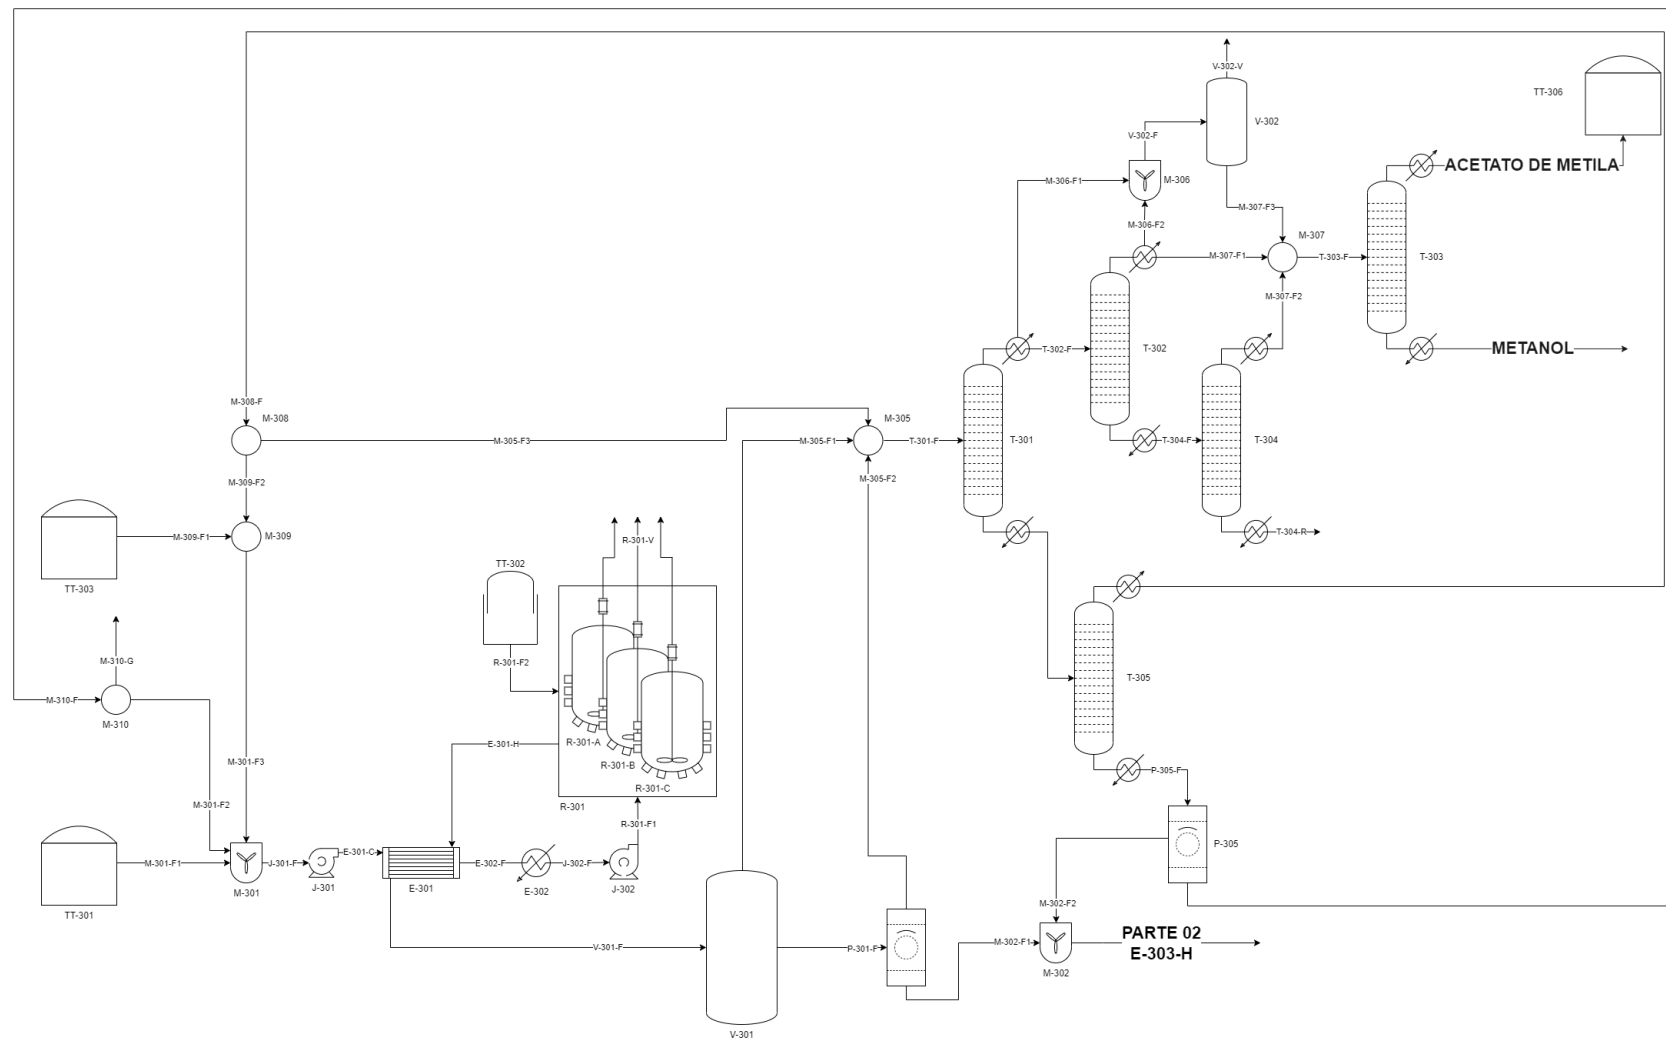 V-302-V
TT-306
V-302
V-302-F
ACETATO DE METILA
M-306-F1
M-306
M-307-F3
M-306-F2
M-307
M-307-F1
T-303-F
T-303
M-307-F2
T-302-F
T-302
METANOL
M-308-F
M-308
M-305
M-305-F3
M-305-F1
T-301-F
T-301
T-304-F
T-304
M-309-F2
M-305-F2
M-309-F1
M-309
R-301-V
T-304-R
TT-303
TT-302
M-310-G
R-301-F2
T-305
M-310-F
M-310
R-301-A
E-301-H
M-301-F3
R-301-B
P-305-F
R-301-C
M-301-F2
R-301
R-301-F1
P-305
E-301-C
M-301-F1
J-301-F
E-302-F
J-302-F
M-301
J-301
E-301
E-302
J-302
TT-301
M-302-F2
PARTE 02
E-303-H
V-301-F
P-301-F
M-302-F1
M-302
V-301